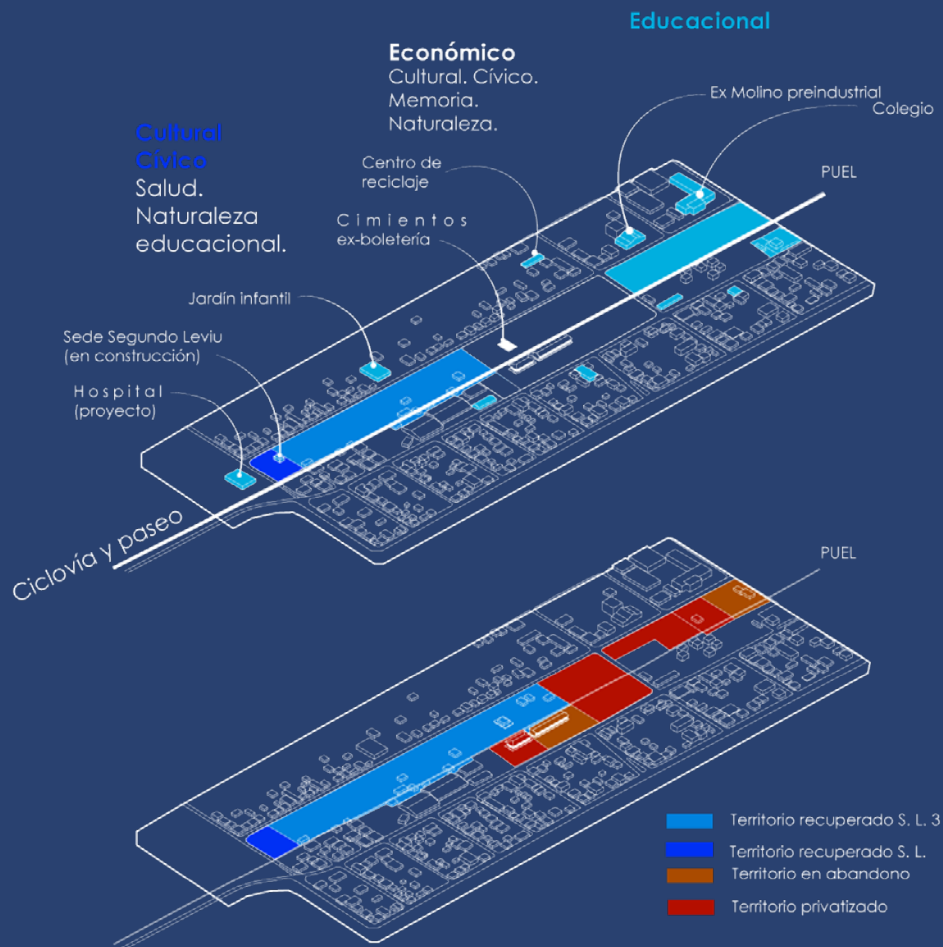 Educacional
Económico
Cultural. Cívico.
Memoria.
Naturaleza.
Ex Molino preindustrial
Colegio
Cultural
Cívico
Salud.
Naturaleza
educacional.
Centro de
reciclaje
PUEL
Cimientos
ex-boletería
Jardín infantil
Sede Segundo Leviu
(en construcción)
Hospital
(proyecto)
Ciclovía y paseo
PUEL
Territorio recuperado S. L. 3
Territorio recuperado S. L.
Territorio en abandono
Territorio privatizado